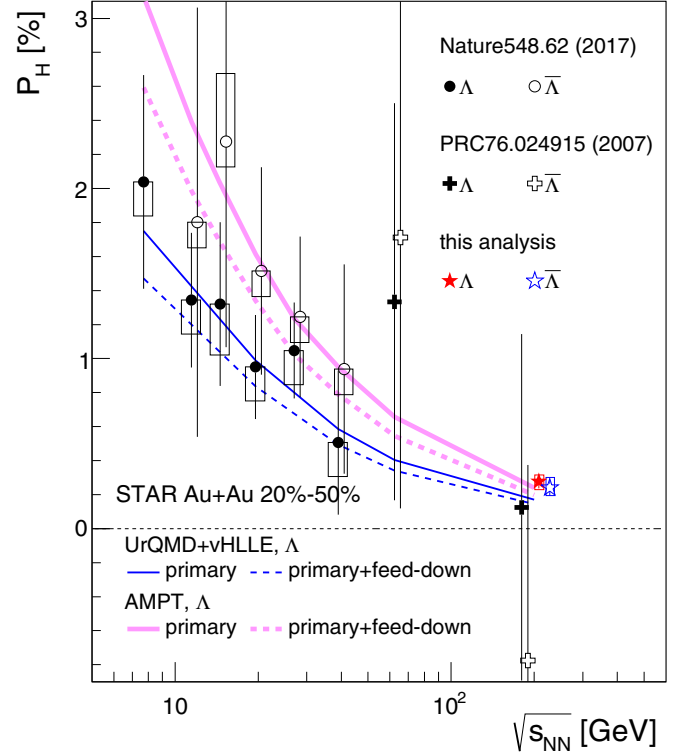 P_H [%]
3
2
1
0
Nature548.62 (2017)
Λ Λ̅
PRC76.024915 (2007)
Λ Λ̅
this analysis
Λ Λ̅
STAR Au+Au 20%-50%
UrQMD+vHLLE, Λ
primary primary+feed-down
AMPT, Λ
primary primary+feed-down
10 10²
√s_NN [GeV]